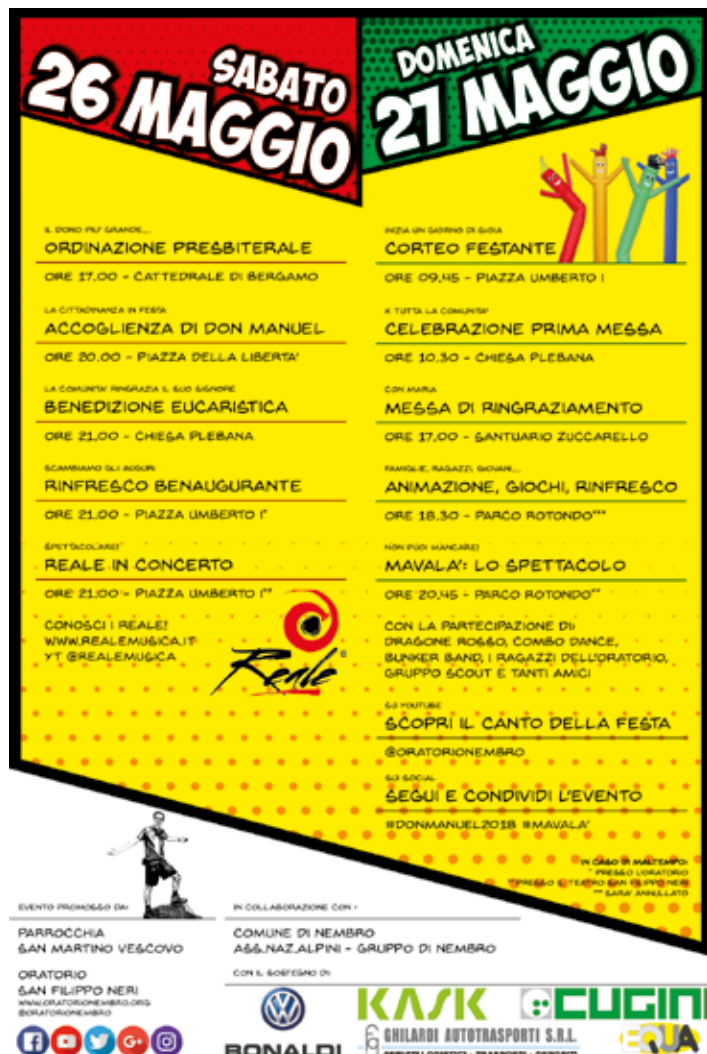 SABATO
26 MAGGIO
IL DONO PIU' GRANDE...
ORDINAZIONE PRESBITERALE
ORE 17,00 - CATTEDRALE DI BERGAMO
LA CITTADINANZA IN FESTA
ACCOGLIENZA DI DON MANUEL
ORE 20,00 - PIAZZA DELLA LIBERTA'
LA COMUNITA' RINGRAZIA IL SUO SIGNORE
BENEDIZIONE EUCARISTICA
ORE 21,00 - CHIESA PLEBANA
SCAMBIAMO GLI AUGURI
RINFRESCO BENAUGURANTE
ORE 21,00 - PIAZZA UMBERTO I*
SPETTACOLARE!
REALE IN CONCERTO
ORE 21,00 - PIAZZA UMBERTO I**
CONOSCI I REALE!
WWW.REALEMUSICA.IT
YT @REALEMUSICA
Reale
DOMENICA
27 MAGGIO
INIZIA UN GIORNO DI GIOIA
CORTEO FESTANTE
ORE 09,45 - PIAZZA UMBERTO I
X TUTTA LA COMUNITA'
CELEBRAZIONE PRIMA MESSA
ORE 10,30 - CHIESA PLEBANA
CON MARIA
MESSA DI RINGRAZIAMENTO
ORE 17,00 - SANTUARIO ZUCCARELLO
FAMIGLIE, RAGAZZI, GIOVANI...
ANIMAZIONE, GIOCHI, RINFRESCO
ORE 18,30 - PARCO ROTONDO***
NON PUOI MANCARE!
MAVALA': LO SPETTACOLO
ORE 20,45 - PARCO ROTONDO**
CON LA PARTECIPAZIONE DI:
DRAGONE ROSSO, COMBO DANCE,
BUNKER BAND, I RAGAZZI DELL'ORATORIO,
GRUPPO SCOUT E TANTI AMICI
SU YOUTUBE
SCOPRI IL CANTO DELLA FESTA
@ORATORIONEMBRO
SUI SOCIAL
SEGUI E CONDIVIDI L'EVENTO
#DONMANUEL2018 #MAVALA'
IN CASO DI MALTEMPO:
* PRESSO L'ORATORIO
** PRESSO IL TEATRO SAN FILIPPO NERI
*** SARA' ANNULLATO
EVENTO PROMOSSO DA:
PARROCCHIA
SAN MARTINO VESCOVO
ORATORIO
SAN FILIPPO NERI
WWW.ORATORIONEMBRO.ORG
@ORATORIONEMBRO
IN COLLABORAZIONE CON:
COMUNE DI NEMBRO
ASS.NAZ.ALPINI - GRUPPO DI NEMBRO
CON IL SOSTEGNO DI
KASK
CUGINI
BONALDI
GHILARDI AUTOTRASPORTI S.R.L.
EQUA